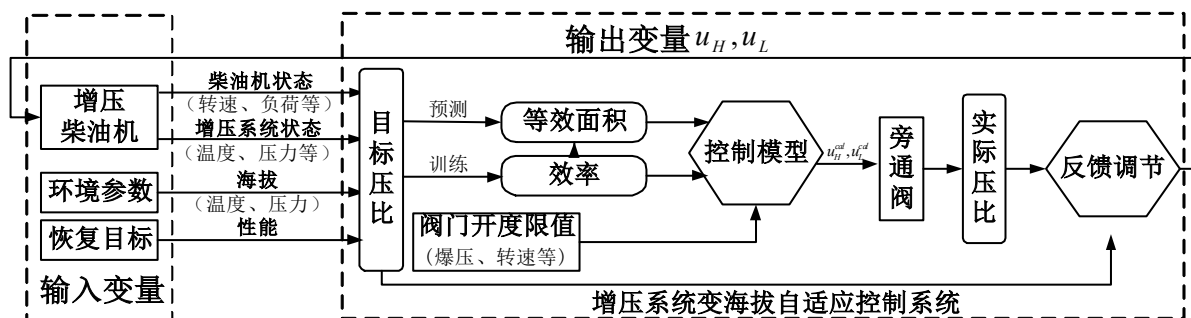 输出变量 u_H, u_L
增压
柴油机
环境参数
恢复目标
输入变量
柴油机状态
（转速、负荷等）
增压系统状态
（温度、压力等）
海拔
（温度、压力）
性能
目标压比
预测
训练
等效面积
效率
阀门开度限值
（爆压、转速等）
控制模型
u_H^{cal}, u_L^{cal}
旁通阀
实际压比
反馈调节
增压系统变海拔自适应控制系统